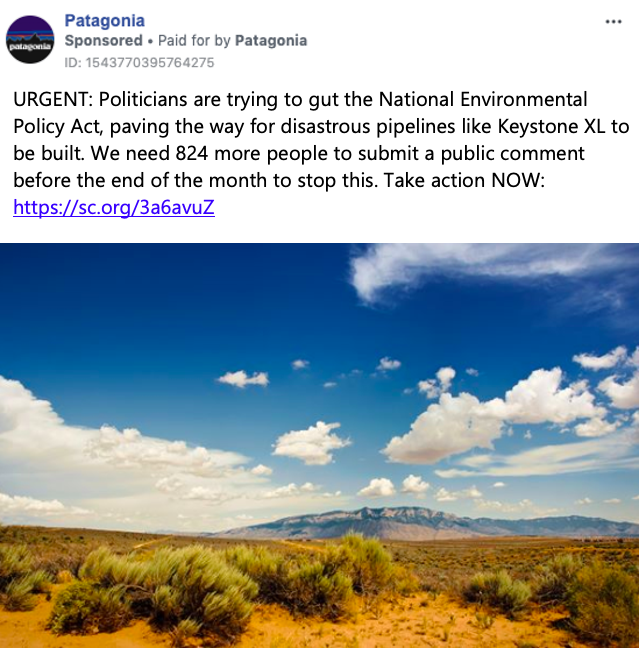 Patagonia
Sponsored • Paid for by Patagonia
ID: 1543770395764275
patagonia
URGENT: Politicians are trying to gut the National Environmental
Policy Act, paving the way for disastrous pipelines like Keystone XL to
be built. We need 824 more people to submit a public comment
before the end of the month to stop this. Take action NOW:
https://sc.org/3a6avuZ